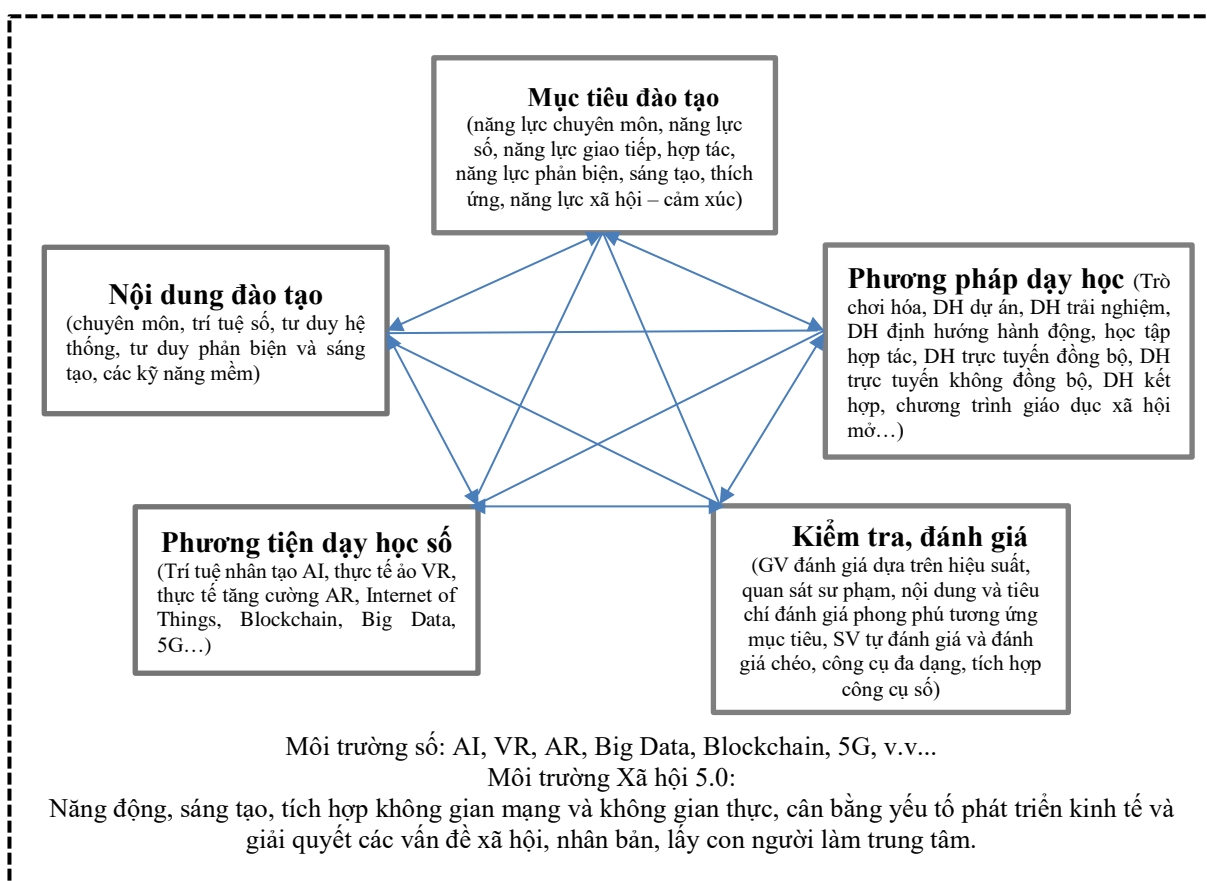 Mục tiêu đào tạo
(năng lực chuyên môn, năng lực
số, năng lực giao tiếp, hợp tác,
năng lực phản biện, sáng tạo, thích
ứng, năng lực xã hội – cảm xúc)
Nội dung đào tạo
(chuyên môn, trí tuệ số, tư duy hệ
thống, tư duy phản biện và sáng
tạo, các kỹ năng mềm)
Phương pháp dạy học (Trò
chơi hóa, DH dự án, DH trải nghiệm,
DH định hướng hành động, học tập
hợp tác, DH trực tuyến đồng bộ, DH
trực tuyến không đồng bộ, DH kết
hợp, chương trình giáo dục xã hội
mở…)
Phương tiện dạy học số
(Trí tuệ nhân tạo AI, thực tế ảo VR,
thực tế tăng cường AR, Internet of
Things, Blockchain, Big Data,
5G…)
Kiểm tra, đánh giá
(GV đánh giá dựa trên hiệu suất,
quan sát sư phạm, nội dung và tiêu
chí đánh giá phong phú tương ứng
mục tiêu, SV tự đánh giá và đánh
giá chéo, công cụ đa dạng, tích hợp
công cụ số)
Môi trường số: AI, VR, AR, Big Data, Blockchain, 5G, v.v...
Môi trường Xã hội 5.0:
Năng động, sáng tạo, tích hợp không gian mạng và không gian thực, cân bằng yếu tố phát triển kinh tế và
giải quyết các vấn đề xã hội, nhân bản, lấy con người làm trung tâm.